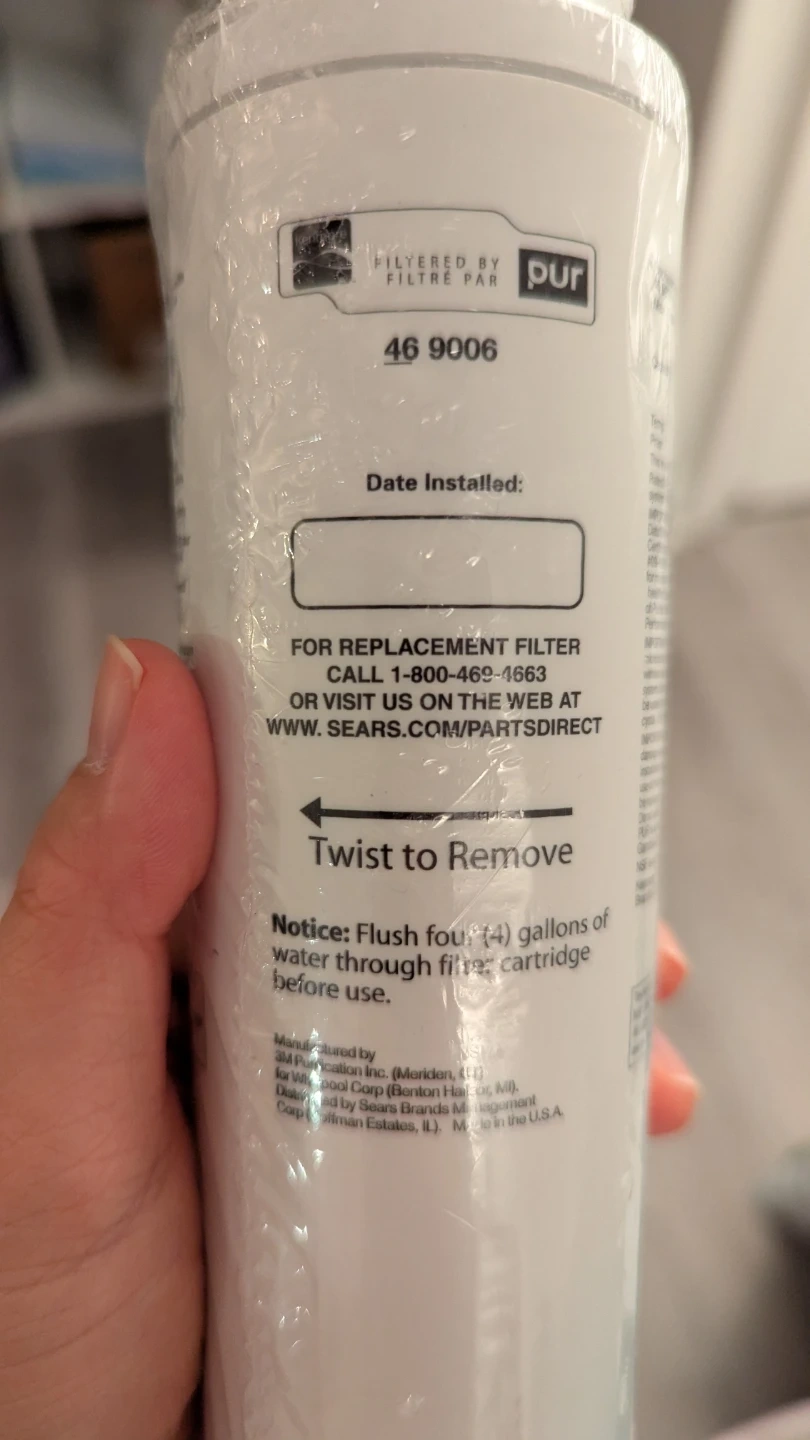 FILTERED BY
FILTRÉ PAR
pur
46 9006
Date Installed:
FOR REPLACEMENT FILTER
CALL 1-800-469-4663
OR VISIT US ON THE WEB AT
WWW. SEARS.COM/PARTSDIRECT
Twist to Remove
Notice: Flush four (4) gallons of
water through filter cartridge
before use.
Manufactured by
3M Purification Inc. (Meriden, CT)
for Whirlpool Corp (Benton Harbor, MI).
Distributed by Sears Brands Management
Corp (Hoffman Estates, IL). Made in the U.S.A.